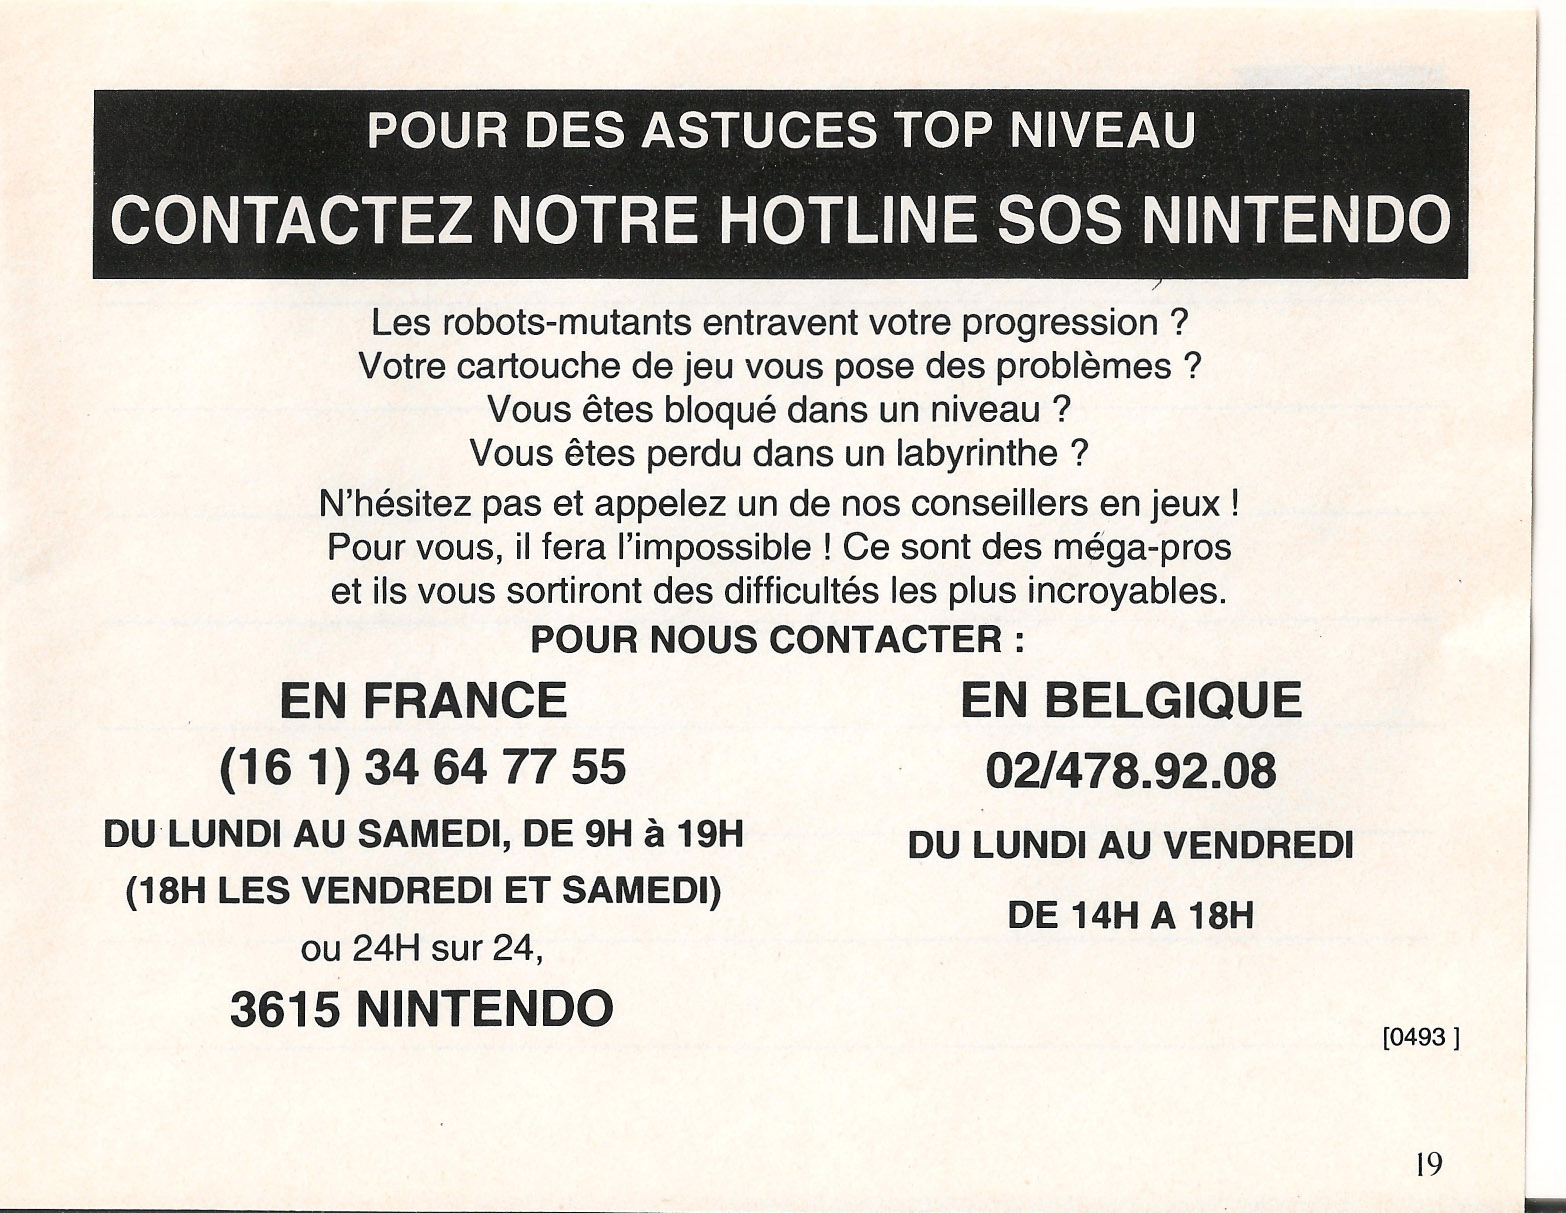 POUR DES ASTUCES TOP NIVEAU
CONTACTEZ NOTRE HOTLINE SOS NINTENDO
Les robots-mutants entravent votre progression ?
Votre cartouche de jeu vous pose des problèmes ?
Vous êtes bloqué dans un niveau ?
Vous êtes perdu dans un labyrinthe ?
N'hésitez pas et appelez un de nos conseillers en jeux !
Pour vous, il fera l'impossible ! Ce sont des méga-pros
et ils vous sortiront des difficultés les plus incroyables.
POUR NOUS CONTACTER :
EN FRANCE
(16 1) 34 64 77 55
DU LUNDI AU SAMEDI, DE 9H à 19H
(18H LES VENDREDI ET SAMEDI)
ou 24H sur 24,
3615 NINTENDO
EN BELGIQUE
02/478.92.08
DU LUNDI AU VENDREDI
DE 14H A 18H
[0493 ]
19